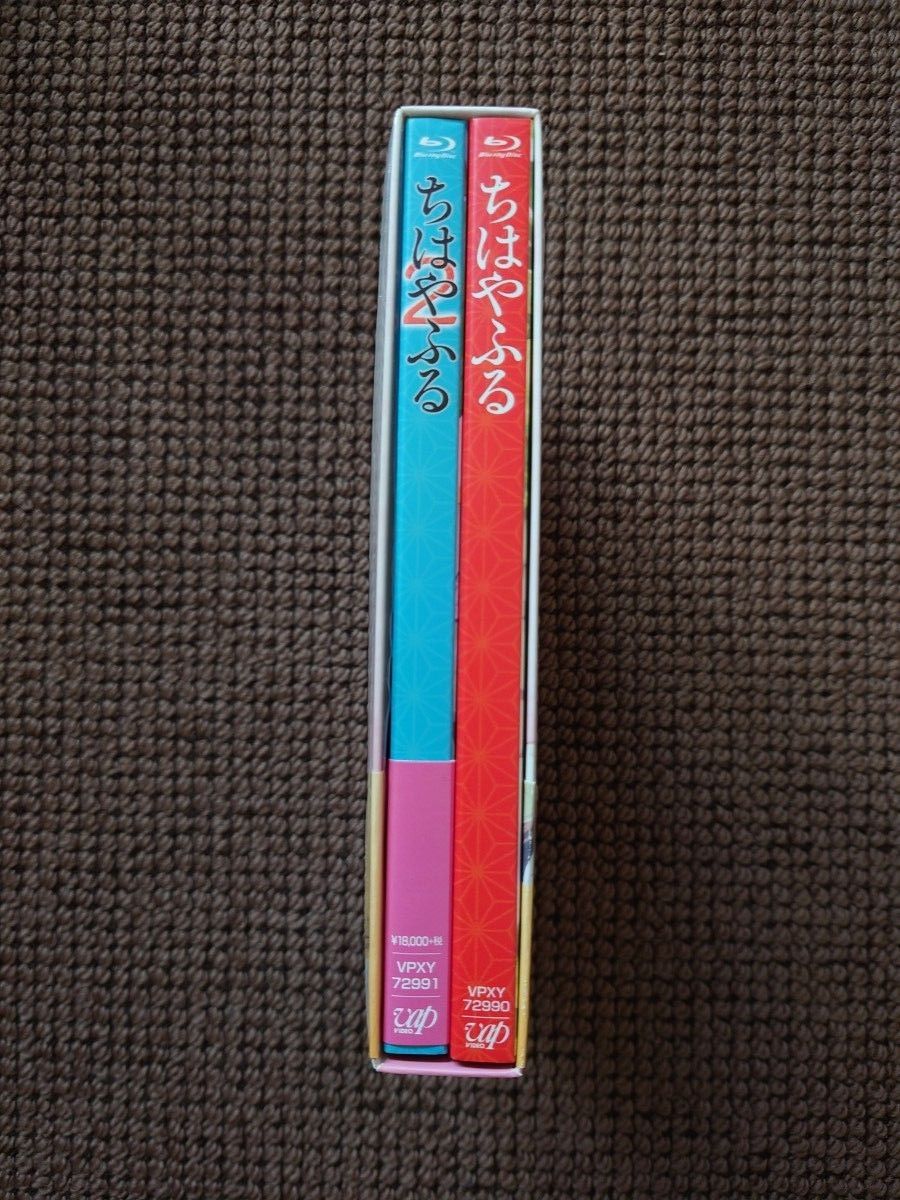 Blu-ray Disc
ちはやふる
2
¥18,000+税
VPXY
72991
vap
VIDEO
Blu-ray Disc
ちはやふる
VPXY
72990
vap
VIDEO